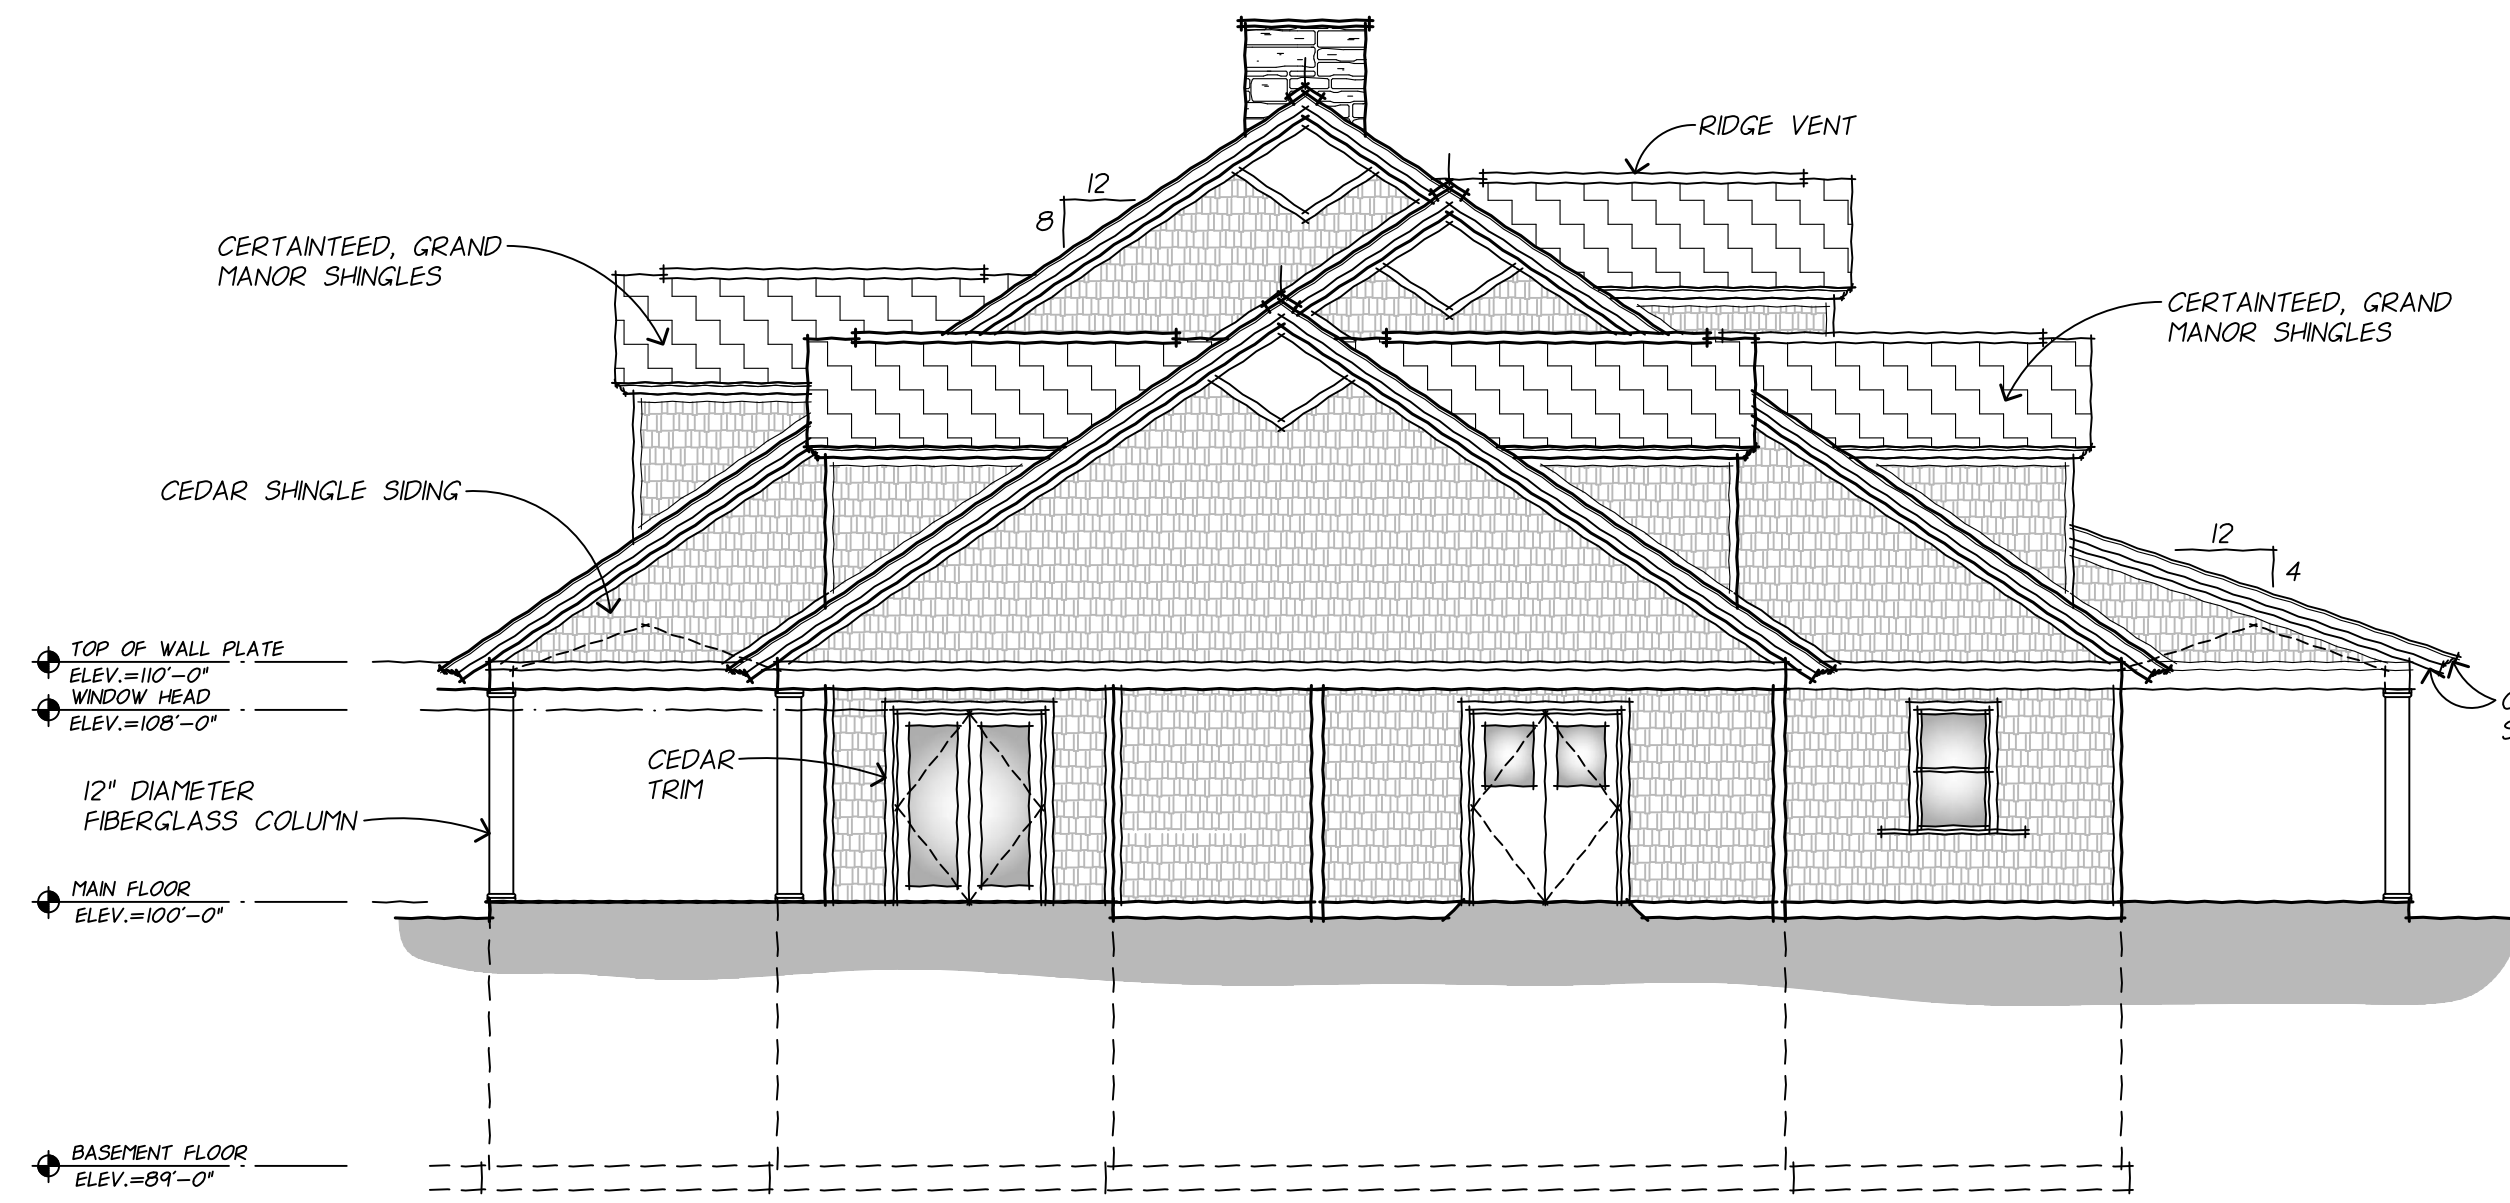 RIDGE VENT
12
8
CERTAINTEED, GRAND
MANOR SHINGLES
CERTAINTEED, GRAND
MANOR SHINGLES
CEDAR SHINGLE SIDING
12
4
TOP OF WALL PLATE
ELEV.=110'-0"
WINDOW HEAD
ELEV.=108'-0"
CEDAR
TRIM
12" DIAMETER
FIBERGLASS COLUMN
MAIN FLOOR
ELEV.=100'-0"
BASEMENT FLOOR
ELEV.=89'-0"